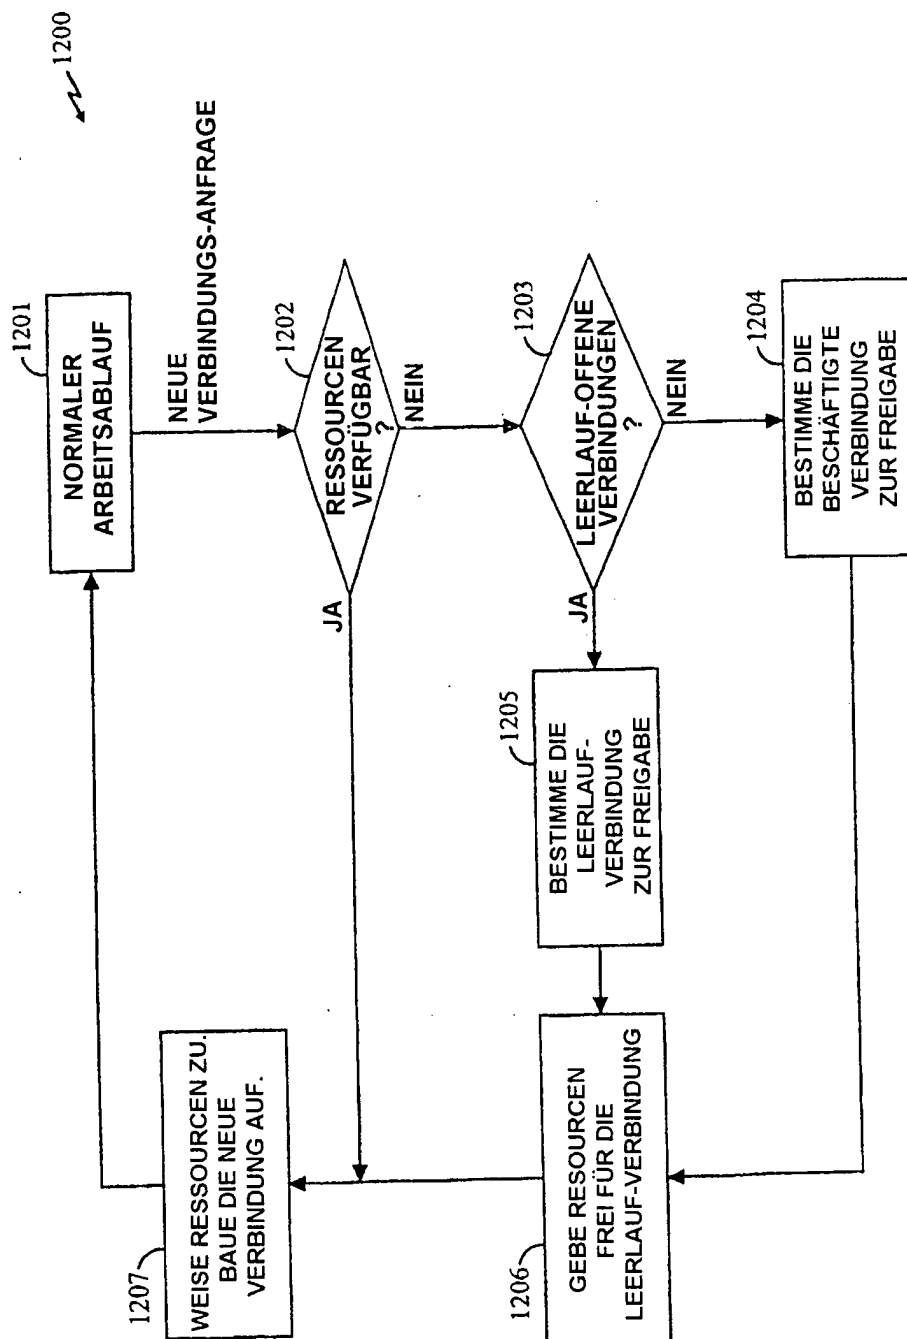 1200
1201
NORMALER
ARBEITSABLAUF
NEUE
VERBINDUNGS-ANFRAGE
1202
RESSOURCEN
VERFÜGBAR
?
JA
NEIN
1203
LEERLAUF-OFFENE
VERBINDUNGEN
?
JA
NEIN
1204
BESTIMME DIE
BESCHÄFTIGTE
VERBINDUNG
ZUR FREIGABE
1205
BESTIMME DIE
LEERLAUF-
VERBINDUNG
ZUR FREIGABE
1206
GEBE RESOURCEN
FREI FÜR DIE
LEERLAUF-VERBINDUNG
1207
WEISE RESSOURCEN ZU.
BAUE DIE NEUE
VERBINDUNG AUF.